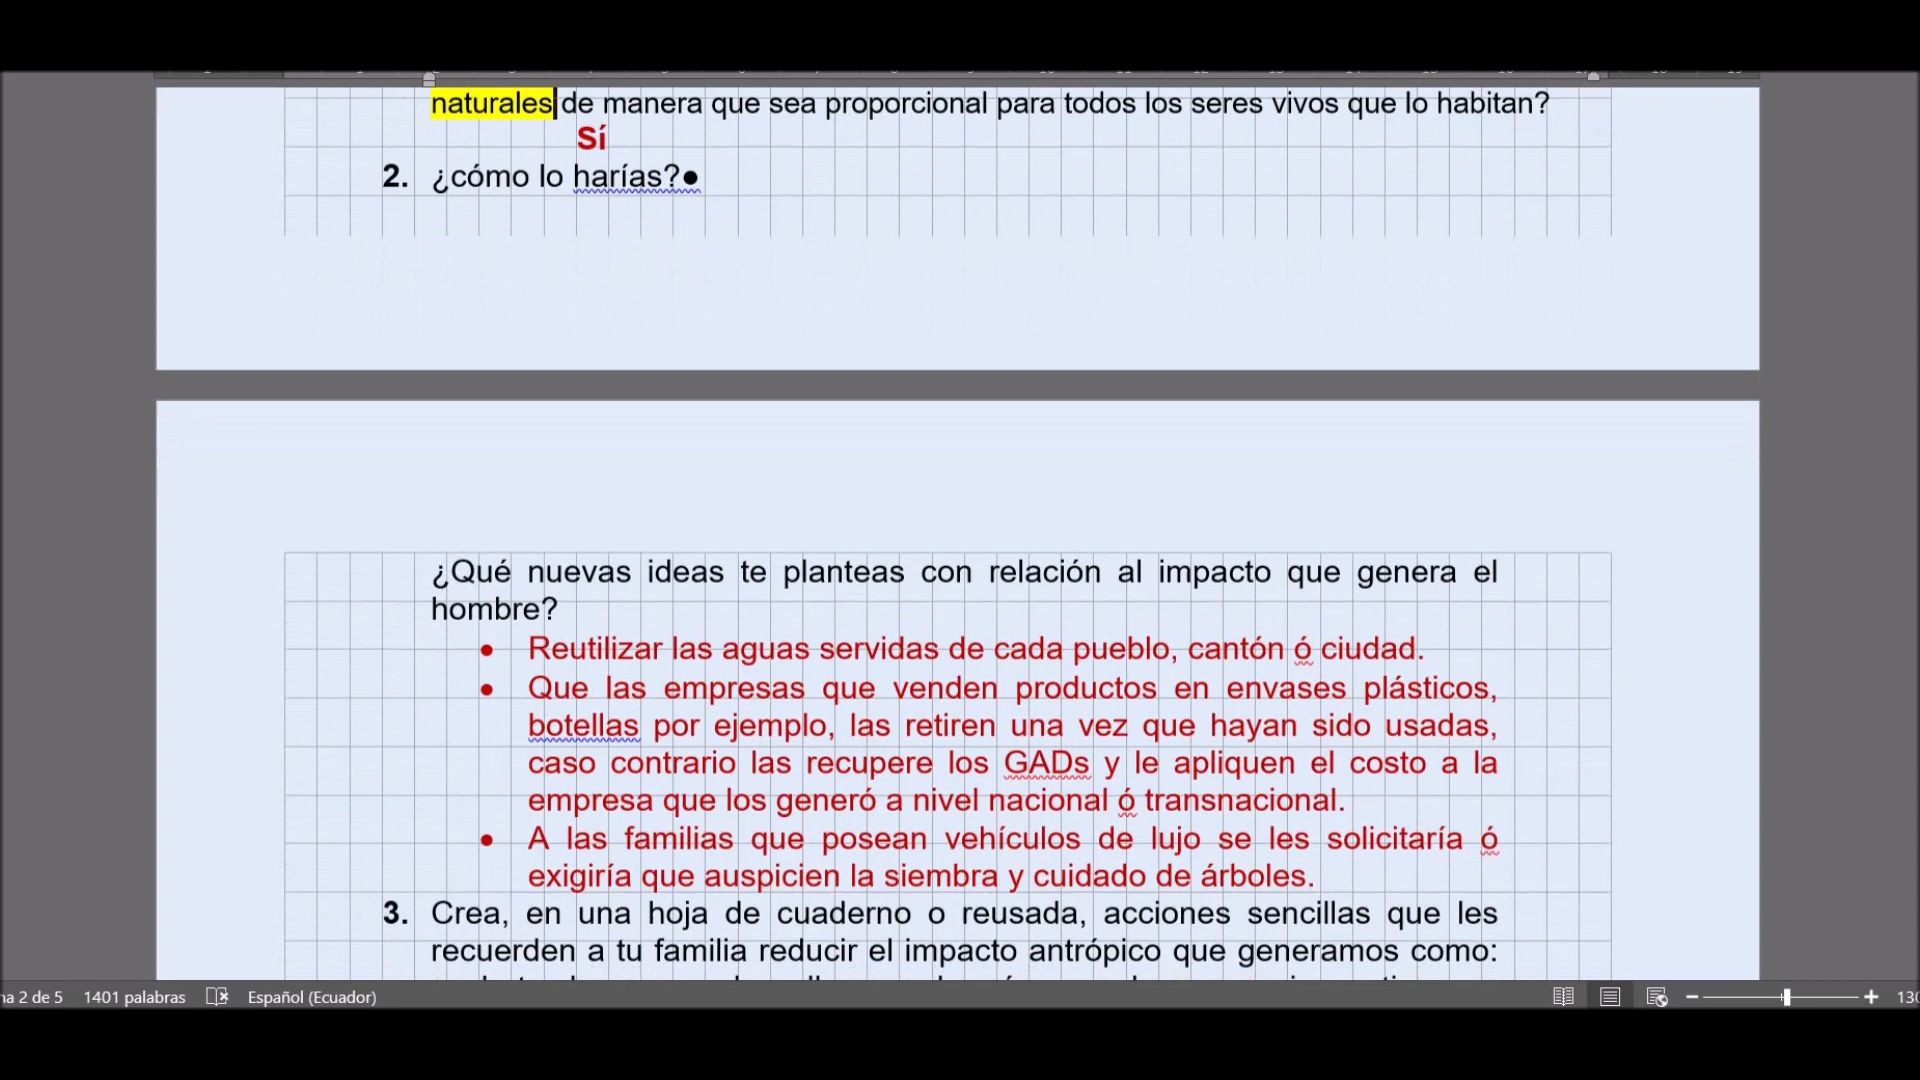 naturales de manera que sea proporcional para todos los seres vivos que lo habitan?
Sí
2. ¿cómo lo harías?●
¿Qué nuevas ideas te planteas con relación al impacto que genera el
hombre?
• Reutilizar las aguas servidas de cada pueblo, cantón ó ciudad.
• Que las empresas que venden productos en envases plásticos,
botellas por ejemplo, las retiren una vez que hayan sido usadas,
caso contrario las recupere los GADs y le apliquen el costo a la
empresa que los generó a nivel nacional ó transnacional.
• A las familias que posean vehículos de lujo se les solicitaría ó
exigiría que auspicien la siembra y cuidado de árboles.
3. Crea, en una hoja de cuaderno o reusada, acciones sencillas que les
recuerden a tu familia reducir el impacto antrópico que generamos como:
na 2 de 5 1401 palabras Español (Ecuador) 130